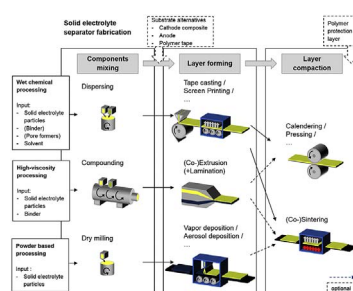 Solid electrolyte
separator fabrication
Substrate alternatives
- Cathode composite
- Anode
- Polymer tape
Polymer
protection
layer
Components
mixing
Layer forming
Layer
compaction
Wet chemical
processing
Input:
- Solid electrolyte
particles
- (Binder)
- (Pore formers)
- Solvent
Dispersing
Tape casting /
Screen Printing /
...
Calendering /
Pressing /
...
High-viscosity
processing
Input:
- Solid electrolyte
particles
- Binder
Compounding
(Co-)Extrusion
(+Lamination)
(Co-)Sintering
Powder based
processing
Input :
- Solid electrolyte
particles
Dry milling
Vapor deposition /
Aerosol deposition /
...
optional